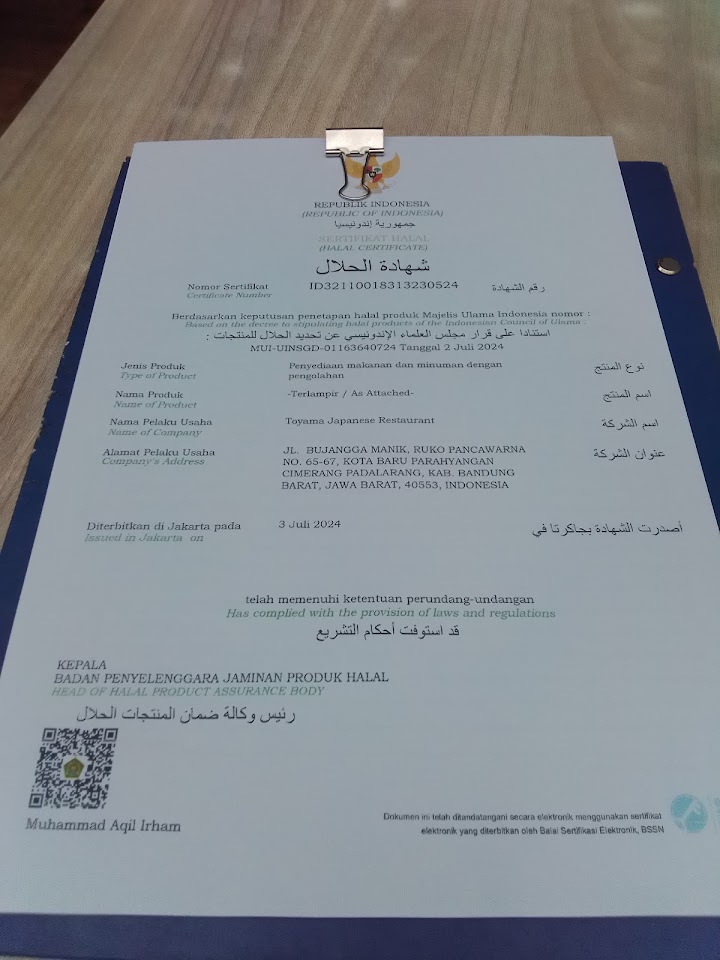 REPUBLIK INDONESIA
(REPUBLIC OF INDONESIA)
جمهورية إندونيسيا
SERTIFIKAT HALAL
(HALAL CERTIFICATE)
شهادة الحلال
Nomor Sertifikat ID32110018313230524 رقم الشهادة
Certificate Number
Berdasarkan keputusan penetapan halal produk Majelis Ulama Indonesia nomor :
Based on the decree to stipulating halal products of the Indonesian Council of Ulama :
استنادا على قرار مجلس العلماء الإندونيسي عن تحديد الحلال للمنتجات :
MUI-UINSGD-01163640724 Tanggal 2 Juli 2024
Jenis Produk Penyediaan makanan dan minuman dengan نوع المنتج
Type of Product pengolahan
Nama Produk -Terlampir / As Attached- اسم المنتج
Name of Product
Nama Pelaku Usaha Toyama Japanese Restaurant اسم الشركة
Name of Company
Alamat Pelaku Usaha JL. BUJANGGA MANIK, RUKO PANCAWARNA عنوان الشركة
Company's Address NO. 65-67, KOTA BARU PARAHYANGAN
CIMERANG PADALARANG, KAB. BANDUNG
BARAT, JAWA BARAT, 40553, INDONESIA
Diterbitkan di Jakarta pada 3 Juli 2024 أصدرت الشهادة بجاكرتا في
Issued in Jakarta on
telah memenuhi ketentuan perundang-undangan
Has complied with the provision of laws and regulations
قد استوفت أحكام التشريع
KEPALA
BADAN PENYELENGGARA JAMINAN PRODUK HALAL
HEAD OF HALAL PRODUCT ASSURANCE BODY
رئيس وكالة ضمان المنتجات الحلال
Muhammad Aqil Irham
Dokumen ini telah ditandatangani secara elektronik menggunakan sertifikat
elektronik yang diterbitkan oleh Balai Sertifikasi Elektronik, BSSN